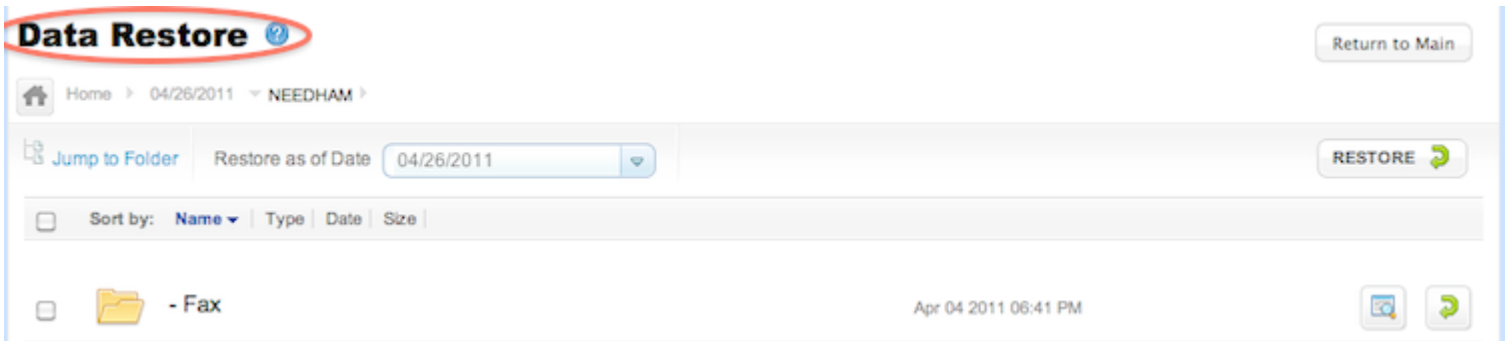 Data Restore ?
Return to Main
Home 04/26/2011 NEEDHAM
Jump to Folder Restore as of Date 04/26/2011 RESTORE
Sort by: Name Type Date Size
- Fax Apr 04 2011 06:41 PM